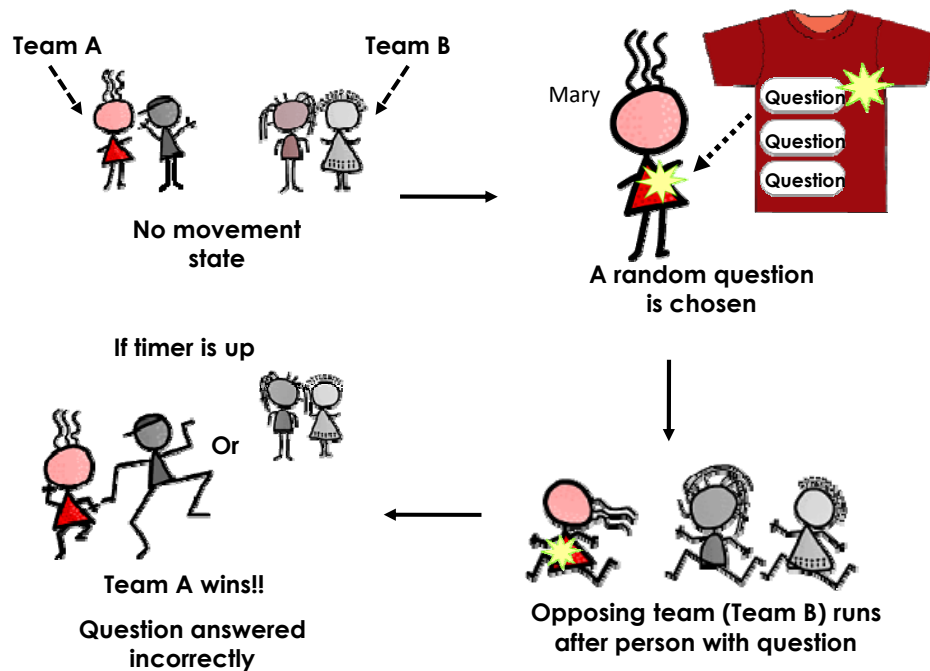 Team A
Team B
No movement
state
Mary
Question
Question
Question
A random question
is chosen
Opposing team (Team B) runs
after person with question
If timer is up
Or
Team A wins!!
Question answered
incorrectly